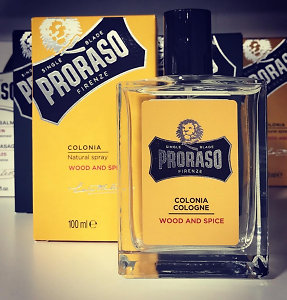 SINGLE BLADE
PRORASO
FIRENZE
COLONIA
Natural spray
WOOD AND SPICE
100 ml e
SINGLE BLADE
PRORASO
FIRENZE
COLONIA
COLOGNE
WOOD AND SPICE